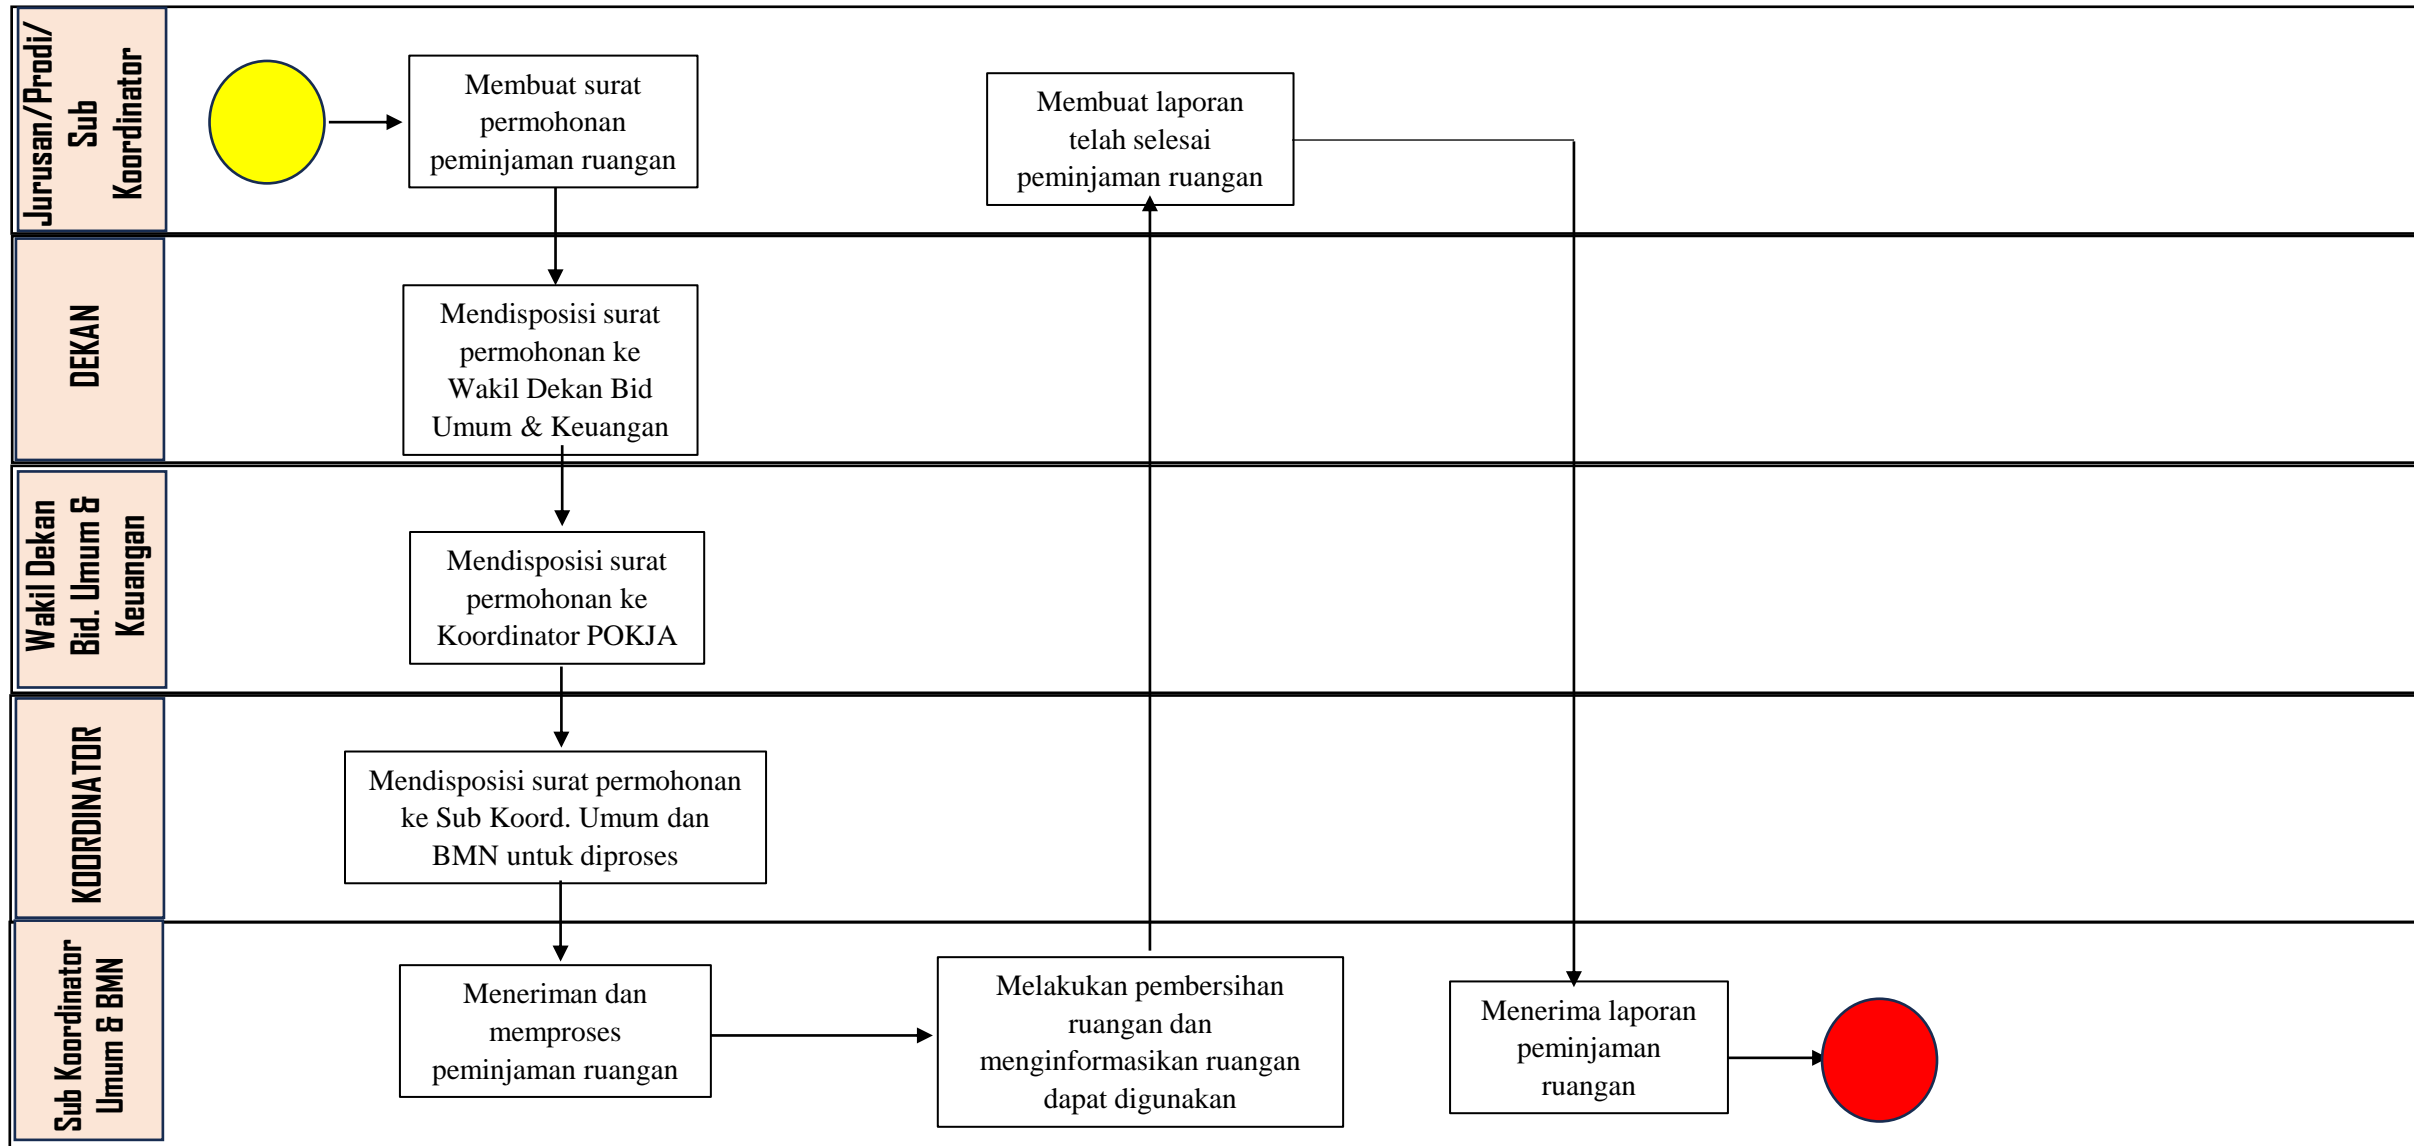 Jurusan/Prodi/
Sub
Koordinator
Membuat surat
permohonan
peminjaman ruangan
Membuat laporan
telah selesai
peminjaman ruangan
DEKAN
Mendisposisi surat
permohonan ke
Wakil Dekan Bid
Umum & Keuangan
Wakil Dekan
Bid. Umum &
Keuangan
Mendisposisi surat
permohonan ke
Koordinator POKJA
KOORDINATOR
Mendisposisi surat permohonan
ke Sub Koord. Umum dan
BMN untuk diproses
Sub Koordinator
Umum & BMN
Meneriman dan
memproses
peminjaman ruangan
Melakukan pembersihan
ruangan dan
menginformasikan ruangan
dapat digunakan
Menerima laporan
peminjaman
ruangan